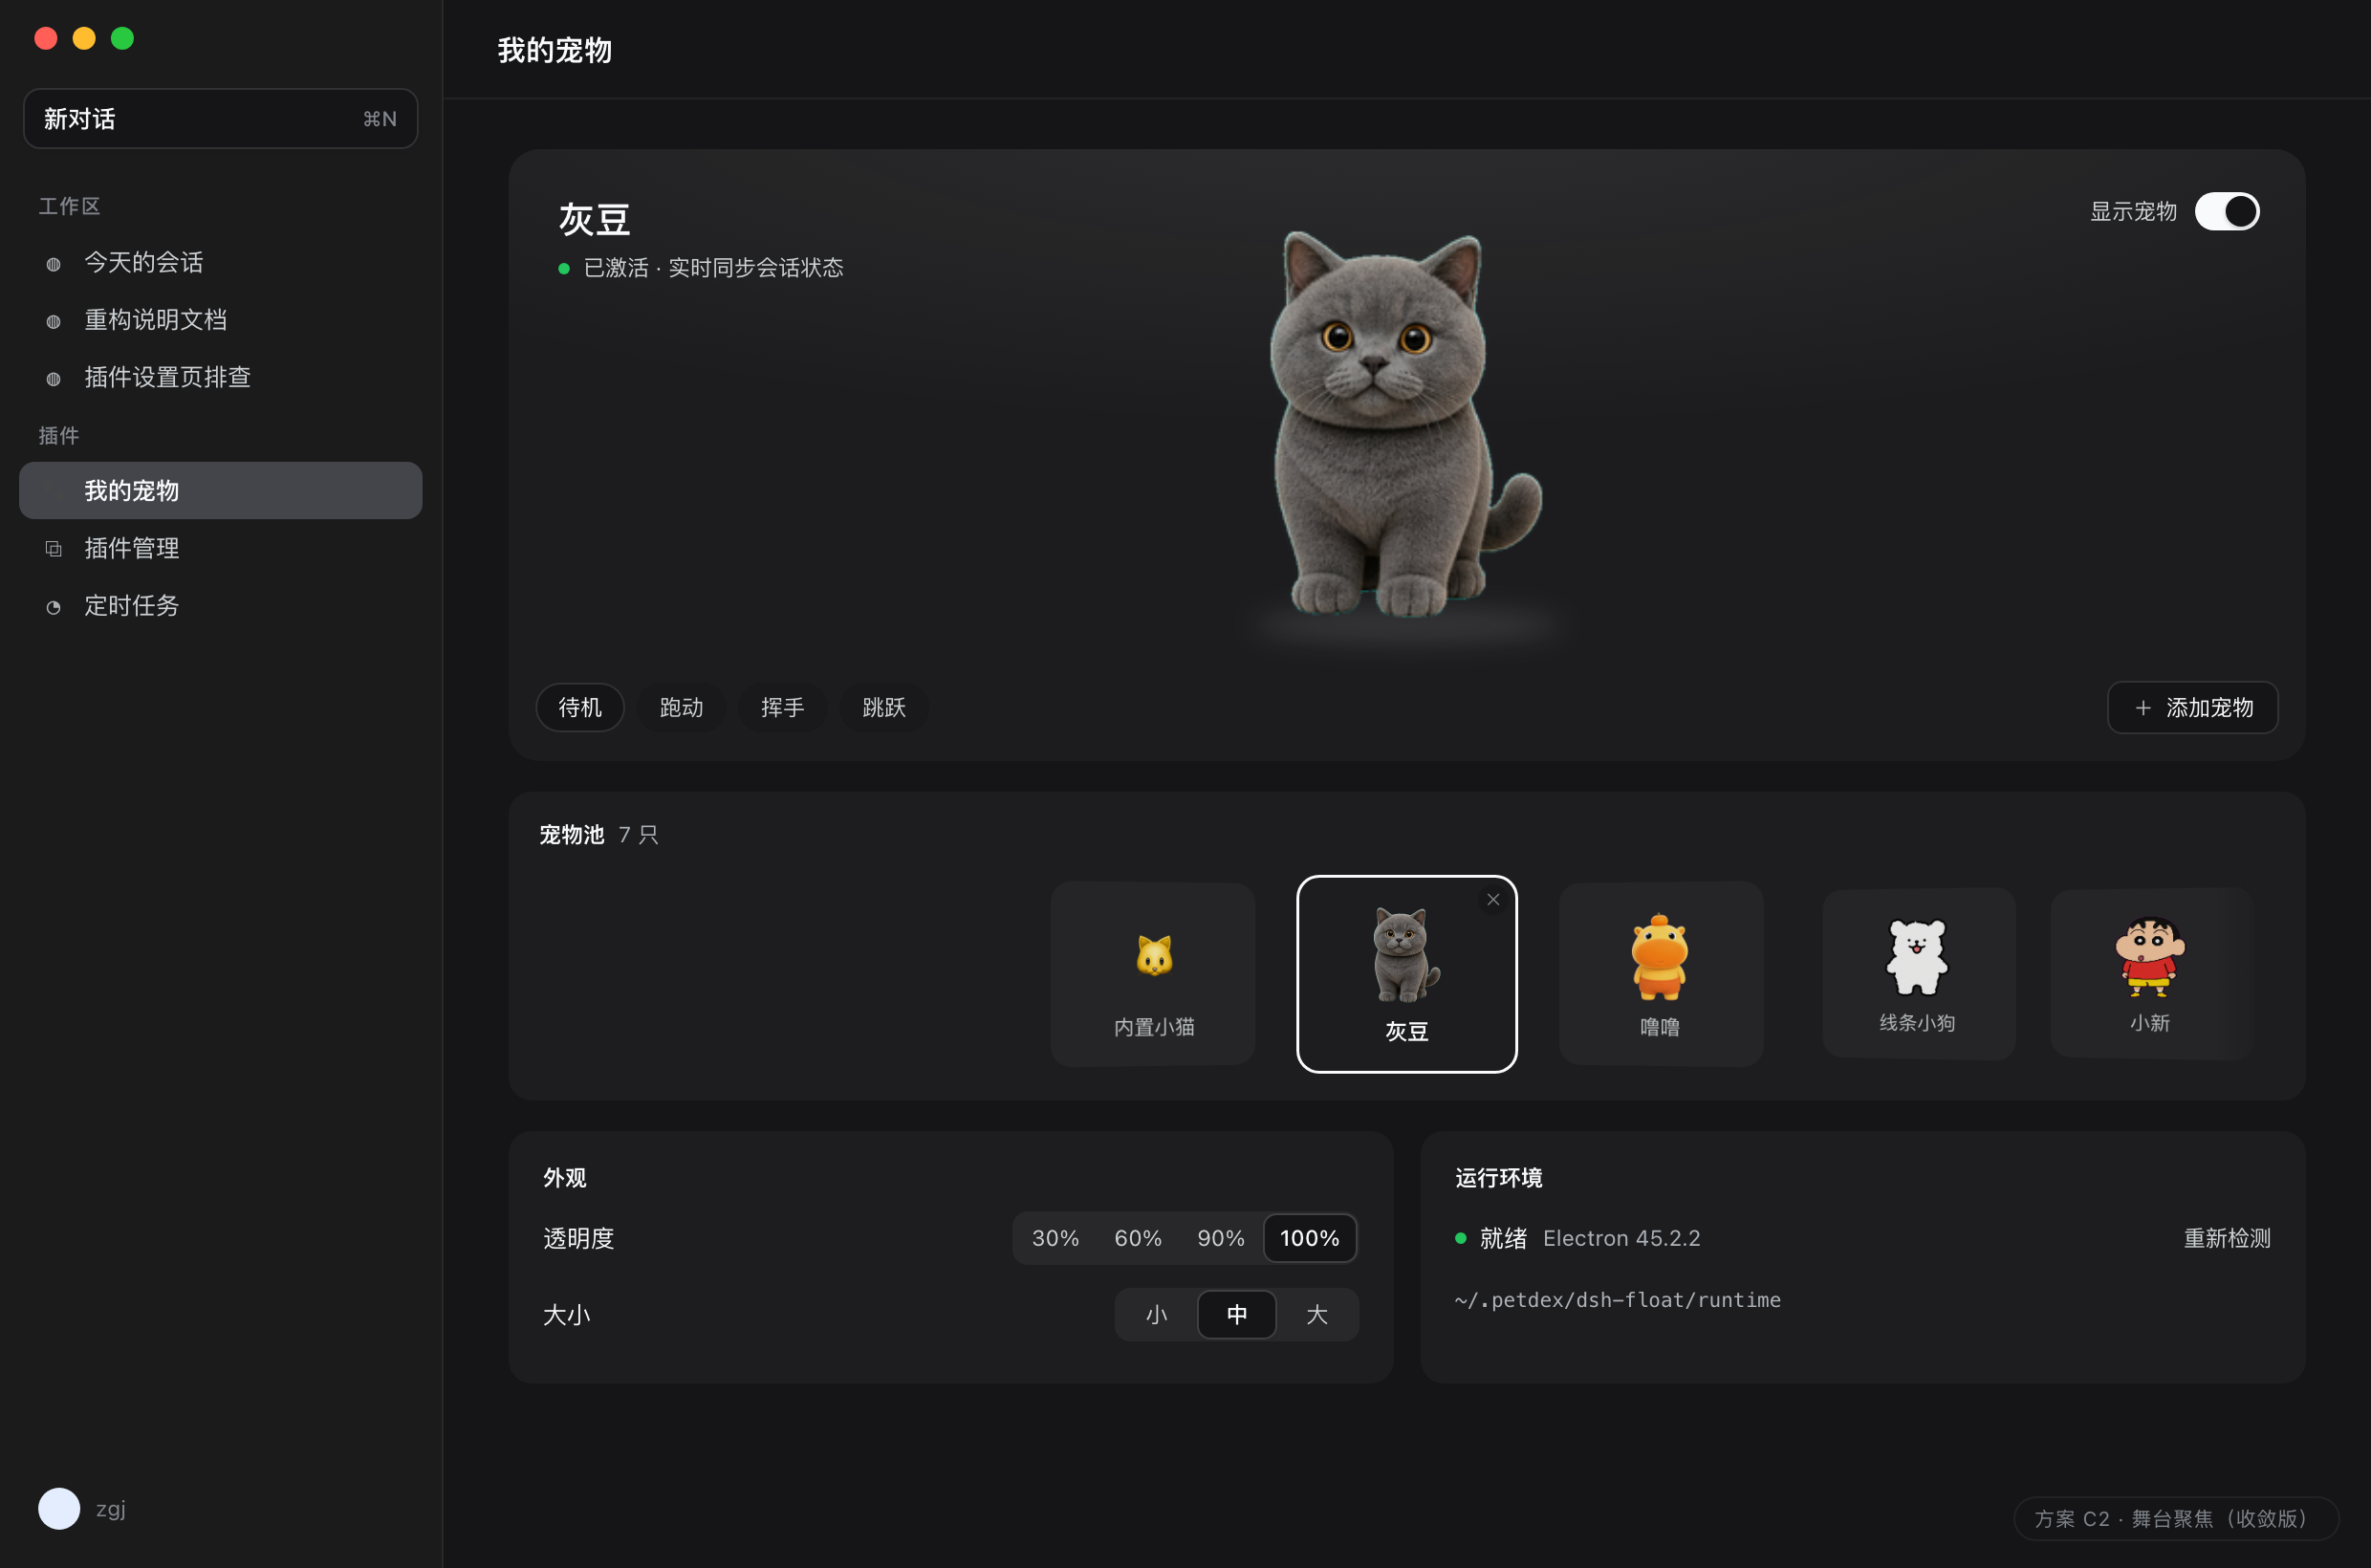 新对话 ⌘N
工作区
今天的会话
重构说明文档
插件设置页排查
插件
我的宠物
插件管理
定时任务
zgj
我的宠物
灰豆
显示宠物
已激活 · 实时同步会话状态
待机 跑动 挥手 跳跃
+ 添加宠物
宠物池 7 只
内置小猫
灰豆
噜噜
线条小狗
小新
外观
透明度 30% 60% 90% 100%
大小 小 中 大
运行环境
就绪 Electron 45.2.2 重新检测
~/.petdex/dsh-float/runtime
方案 C2 · 舞台聚焦（收敛版）